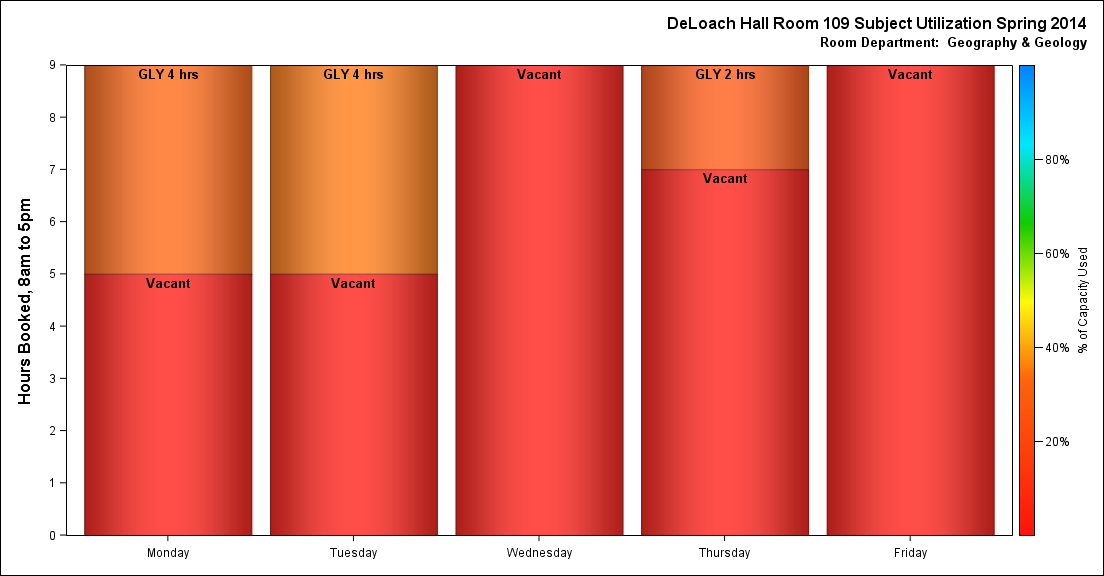 DeLoach Hall Room 109 Subject Utilization Spring 2014
Room Department:  Geography & Geology
Hours Booked, 8am to 5pm
9
8
7
6
5
4
3
2
1
0
GLY 4 hrs
Vacant
GLY 4 hrs
Vacant
Vacant
GLY 2 hrs
Vacant
Vacant
Monday
Tuesday
Wednesday
Thursday
Friday
80%
60%
40%
20%
% of Capacity Used